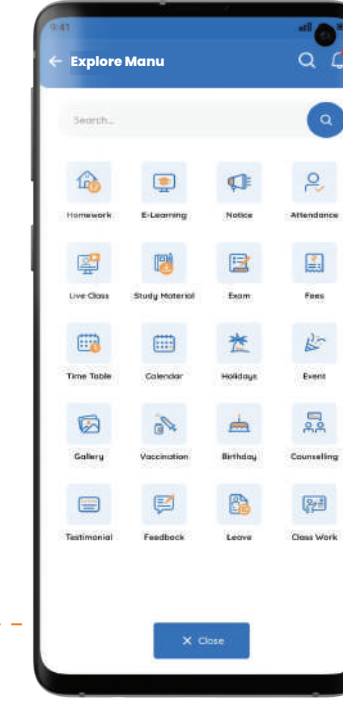 9:41
Explore Manu
Search...
Homework E-Learning Notice Attendance
Live Class Study Material Exam Fees
Time Table Calendar Holidays Event
Gallery Vaccination Birthday Counselling
Testimonial Feedback Leave Class Work
X Close